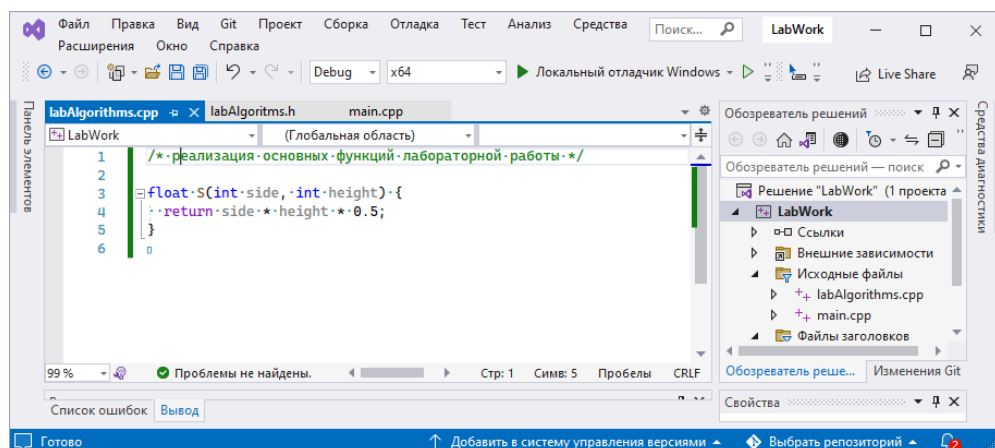 Файл Правка Вид Git Проект Сборка Отладка Тест Анализ Средства Поиск... LabWork
Расширения Окно Справка
Debug x64 Локальный отладчик Windows Live Share
Панель элементов
labAlgorithms.cpp labAlgoritms.h main.cpp
LabWork (Глобальная область)
1 /*·реализация·основных·функций·лабораторной·работы·*/
2
3 float·S(int·side,·int·height)·{
4 ··return·side·*·height·*·0.5;
5 }
6
99 % Проблемы не найдены. Стр: 1 Симв: 5 Пробелы CRLF
Список ошибок Вывод
Обозреватель решений
Обозреватель решений — поиск
Решение "LabWork" (1 проекта
LabWork
Ссылки
Внешние зависимости
Исходные файлы
labAlgorithms.cpp
main.cpp
Файлы заголовков
Обозреватель реше... Изменения Git
Свойства
Средства диагностики
Готово Добавить в систему управления версиями Выбрать репозиторий 2